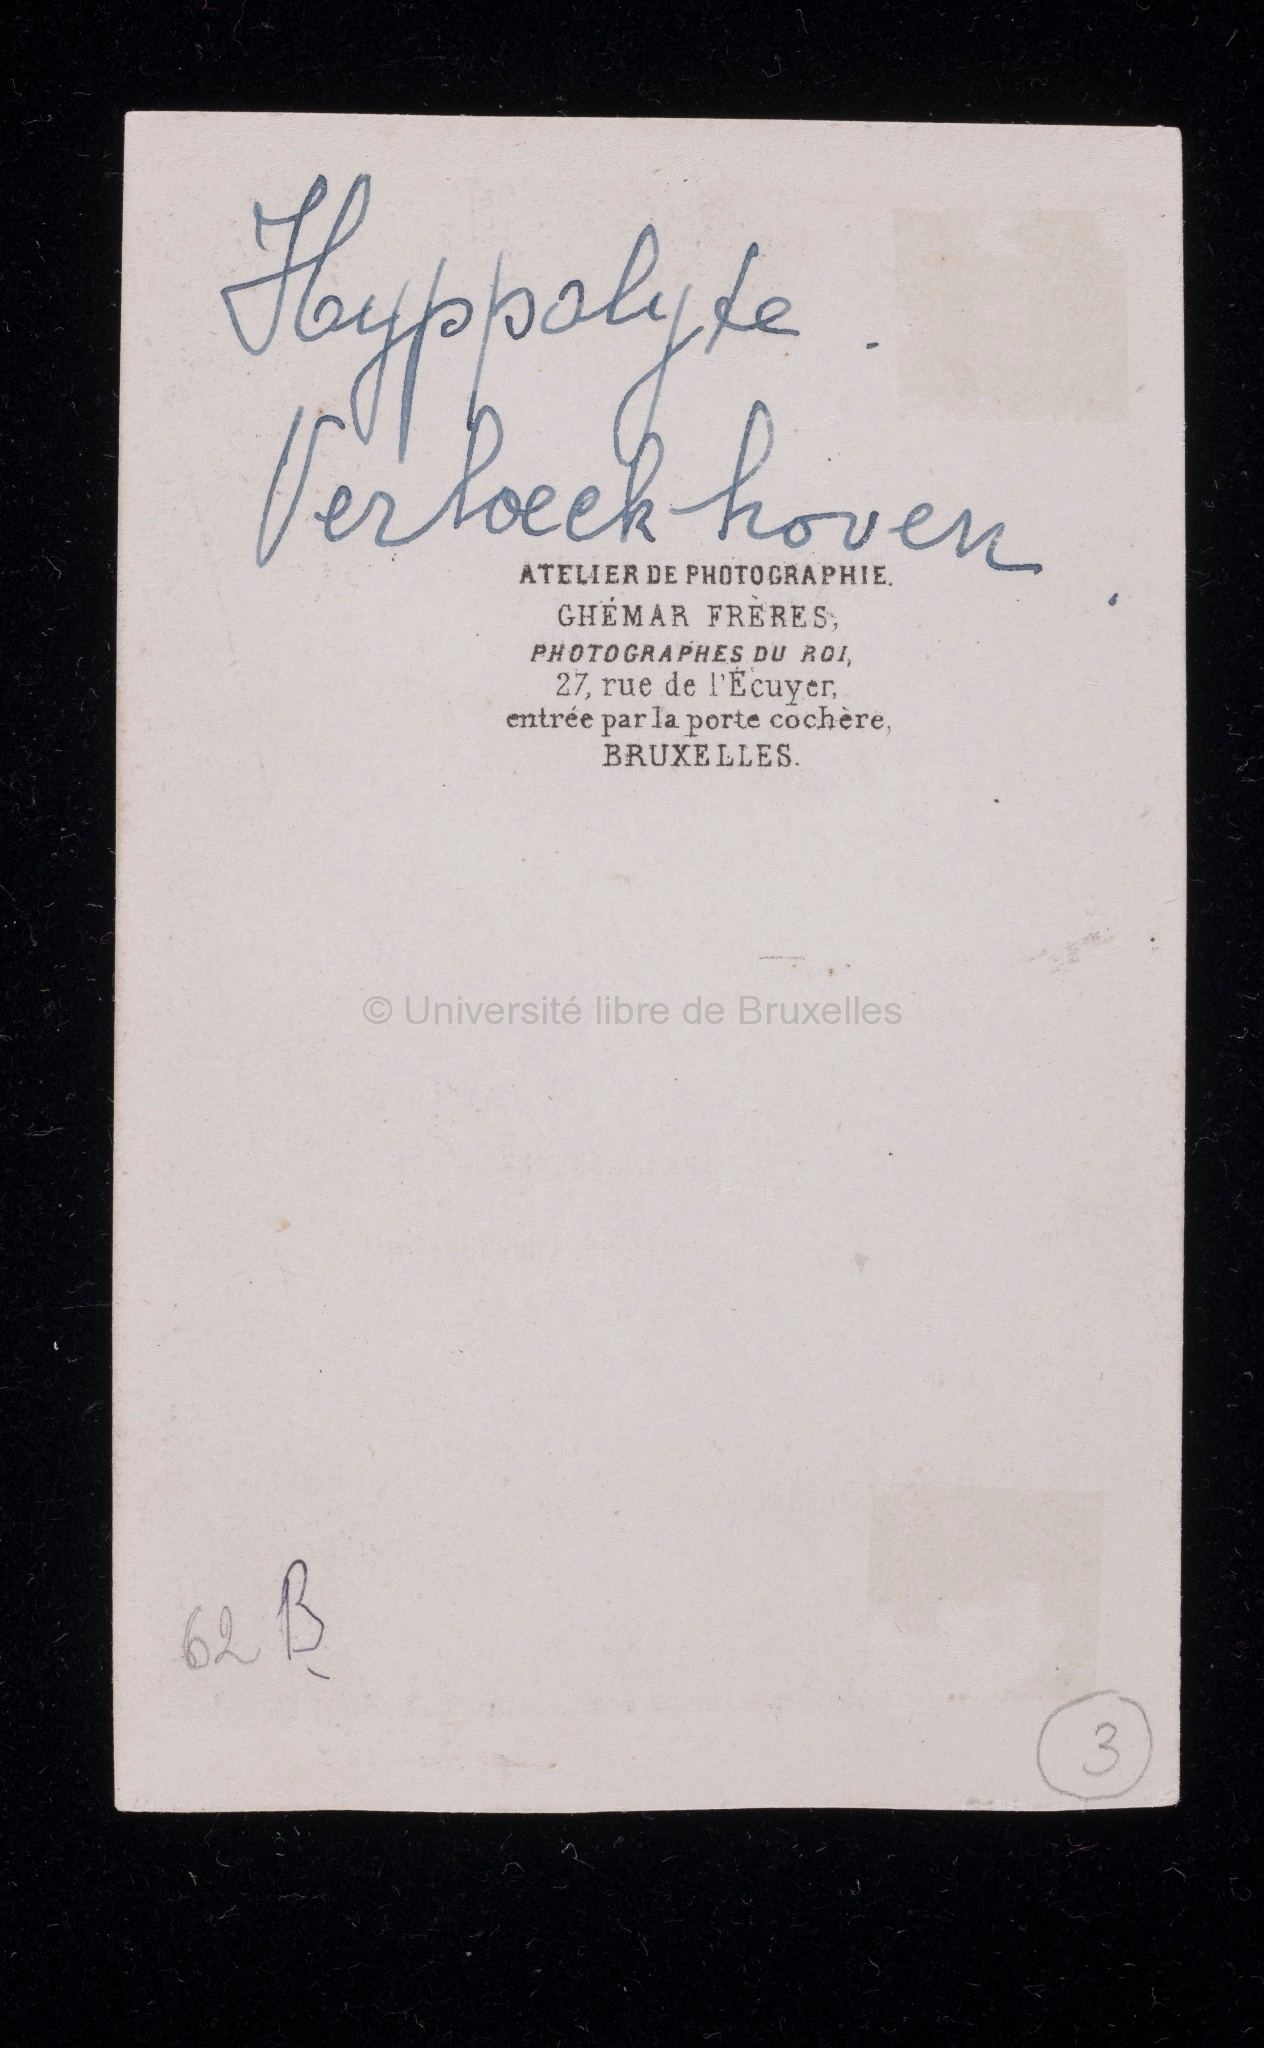 Hyppolyte.
Verboeckhoven.
ATELIER DE PHOTOGRAPHIE.
GHÉMAR FRÈRES,
PHOTOGRAPHES DU ROI,
27, rue de l'Écuyer,
entrée par la porte cochère,
BRUXELLES.
© Université libre de Bruxelles
62 B
3